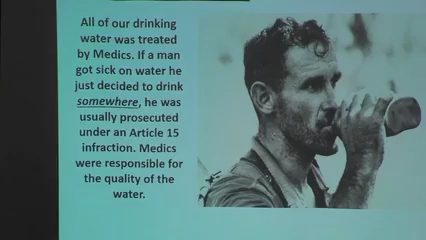 All of our drinking
water was treated
by Medics. If a man
got sick on water he
just decided to drink
somewhere, he was
usually prosecuted
under an Article 15
infraction. Medics
were responsible for
the quality of the
water.